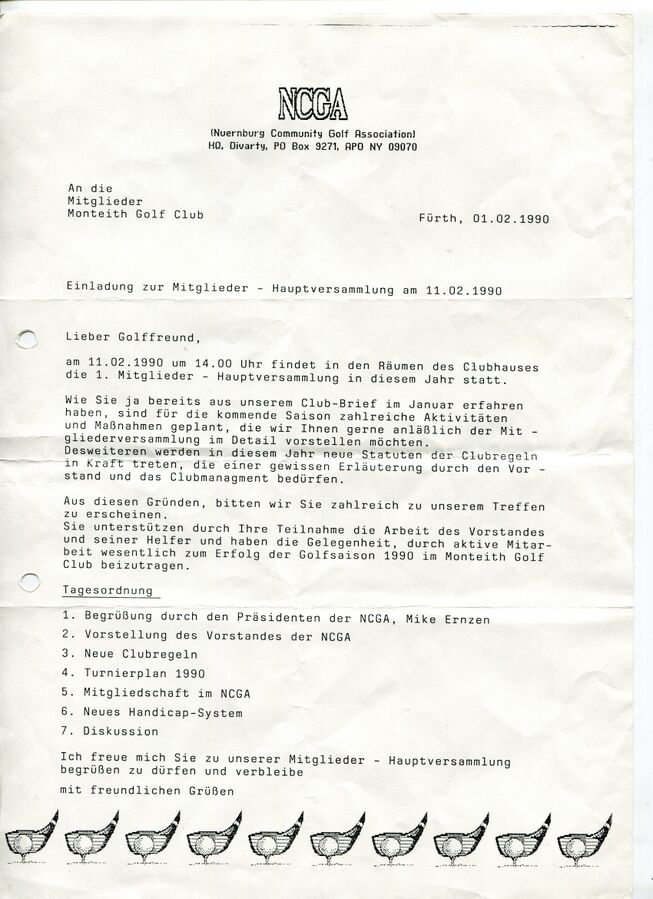 NCGA
(Nuernburg Community Golf Association)
HQ, Divarty, PO Box 9271, APO NY 09070
An die
Mitglieder
Monteith Golf Club
Fürth, 01.02.1990
Einladung zur Mitglieder - Hauptversammlung am 11.02.1990
Lieber Golffreund,
am 11.02.1990 um 14.00 Uhr findet in den Räumen des Clubhauses
die 1. Mitglieder - Hauptversammlung in diesem Jahr statt.
Wie Sie ja bereits aus unserem Club-Brief im Januar erfahren
haben, sind für die kommende Saison zahlreiche Aktivitäten
und Maßnahmen geplant, die wir Ihnen gerne anläßlich der Mit -
gliederversammlung im Detail vorstellen möchten.
Desweiteren werden in diesem Jahr neue Statuten der Clubregeln
in Kraft treten, die einer gewissen Erläuterung durch den Vor -
stand und das Clubmanagment bedürfen.
Aus diesen Gründen, bitten wir Sie zahlreich zu unserem Treffen
zu erscheinen.
Sie unterstützen durch Ihre Teilnahme die Arbeit des Vorstandes
und seiner Helfer und haben die Gelegenheit, durch aktive Mitar-
beit wesentlich zum Erfolg der Golfsaison 1990 im Monteith Golf
Club beizutragen.
Tagesordnung
1. Begrüßung durch den Präsidenten der NCGA, Mike Ernzen
2. Vorstellung des Vorstandes der NCGA
3. Neue Clubregeln
4. Turnierplan 1990
5. Mitgliedschaft im NCGA
6. Neues Handicap-System
7. Diskussion
Ich freue mich Sie zu unserer Mitglieder - Hauptversammlung
begrüßen zu dürfen und verbleibe
mit freundlichen Grüßen